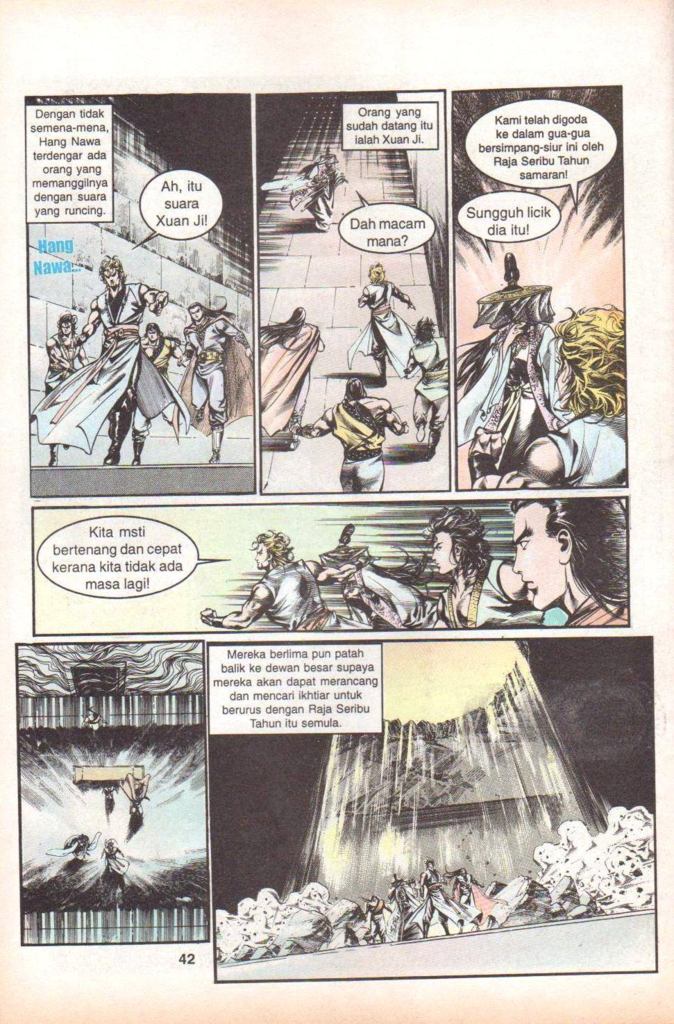 Dengan tidak
semena-mena,
Hang Nawa
terdengar ada
orang yang
memanggilnya
dengan suara
yang runcing.
Ah, itu
suara
Xuan Ji!
Hang
Nawa...
Orang yang
sudah datang itu
ialah Xuan Ji.
Dah macam
mana?
Kami telah digoda
ke dalam gua-gua
bersimpang-siur ini oleh
Raja Seribu Tahun
samaran!
Sungguh licik
dia itu!
Kita msti
bertenang dan cepat
kerana kita tidak ada
masa lagi!
Mereka berlima pun patah
balik ke dewan besar supaya
mereka akan dapat merancang
dan mencari ikhtiar untuk
berurus dengan Raja Seribu
Tahun itu semula.
42